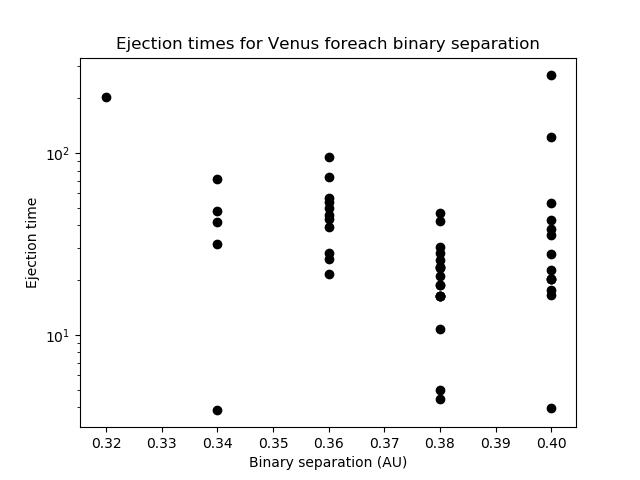 Ejection times for Venus foreach binary separation
Ejection time
10²
10¹
0.32 0.33 0.34 0.35 0.36 0.37 0.38 0.39 0.40
Binary separation (AU)